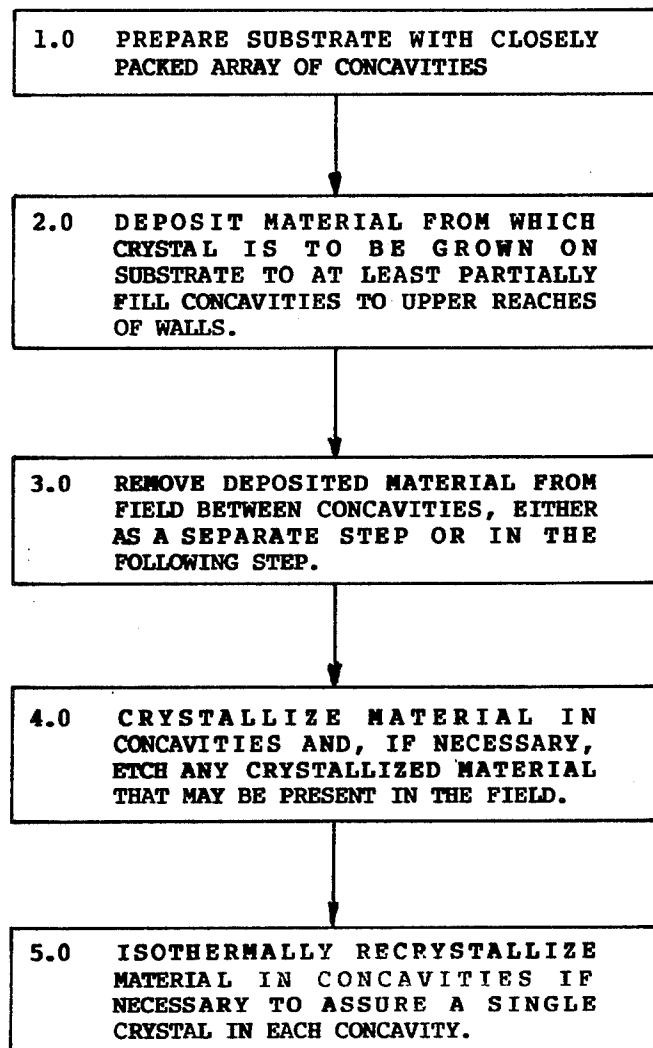 1.0 PREPARE SUBSTRATE WITH CLOSELY
PACKED ARRAY OF CONCAVITIES
2.0 DEPOSIT MATERIAL FROM WHICH
CRYSTAL IS TO BE GROWN ON
SUBSTRATE TO AT LEAST PARTIALLY
FILL CONCAVITIES TO UPPER REACHES
OF WALLS.
3.0 REMOVE DEPOSITED MATERIAL FROM
FIELD BETWEEN CONCAVITIES, EITHER
AS A SEPARATE STEP OR IN THE
FOLLOWING STEP.
4.0 CRYSTALLIZE MATERIAL IN
CONCAVITIES AND, IF NECESSARY,
ETCH ANY CRYSTALLIZED MATERIAL
THAT MAY BE PRESENT IN THE FIELD.
5.0 ISOTHERMALLY RECRYSTALLIZE
MATERIAL IN CONCAVITIES IF
NECESSARY TO ASSURE A SINGLE
CRYSTAL IN EACH CONCAVITY.